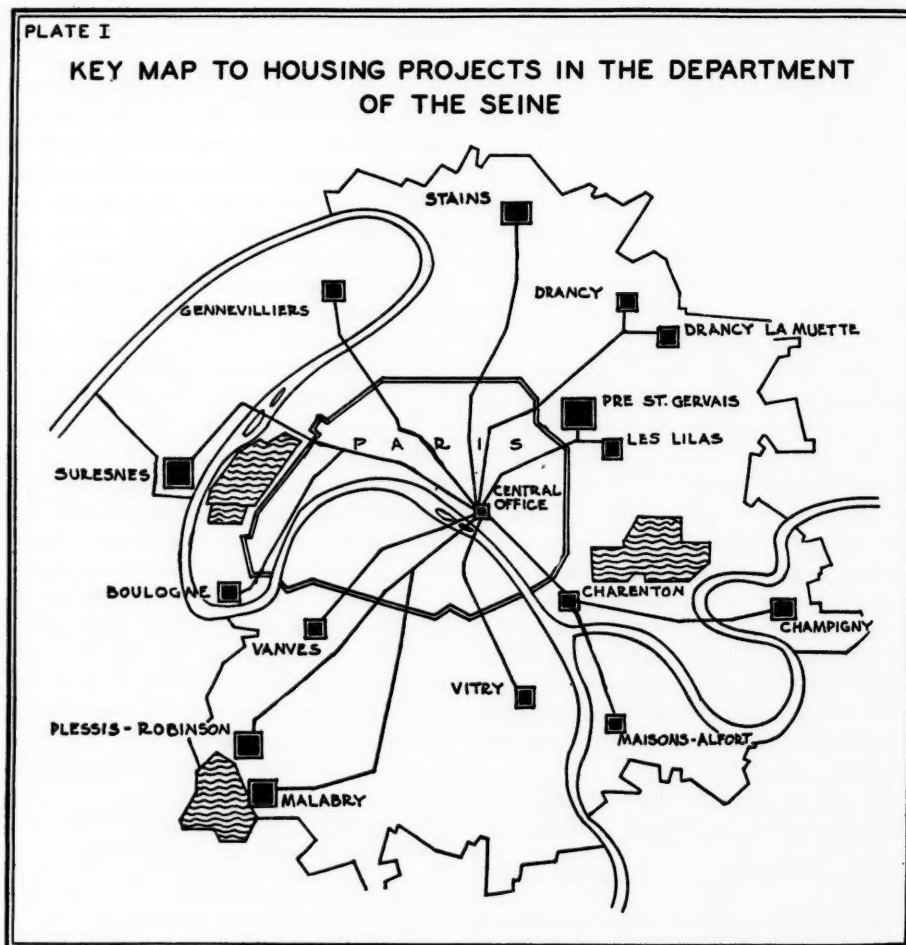 PLATE I
KEY MAP TO HOUSING PROJECTS IN THE DEPARTMENT
OF THE SEINE
STAINS
GENNEVILLIERS
DRANCY
DRANCY LA MUETTE
PRE ST. GERVAIS
PARIS
LES LILAS
SURESNES
CENTRAL
OFFICE
BOULOGNE
CHARENTON
CHAMPIGNY
VANVES
VITRY
PLESSIS-ROBINSON
MAISONS-ALFORT.
MALABRY